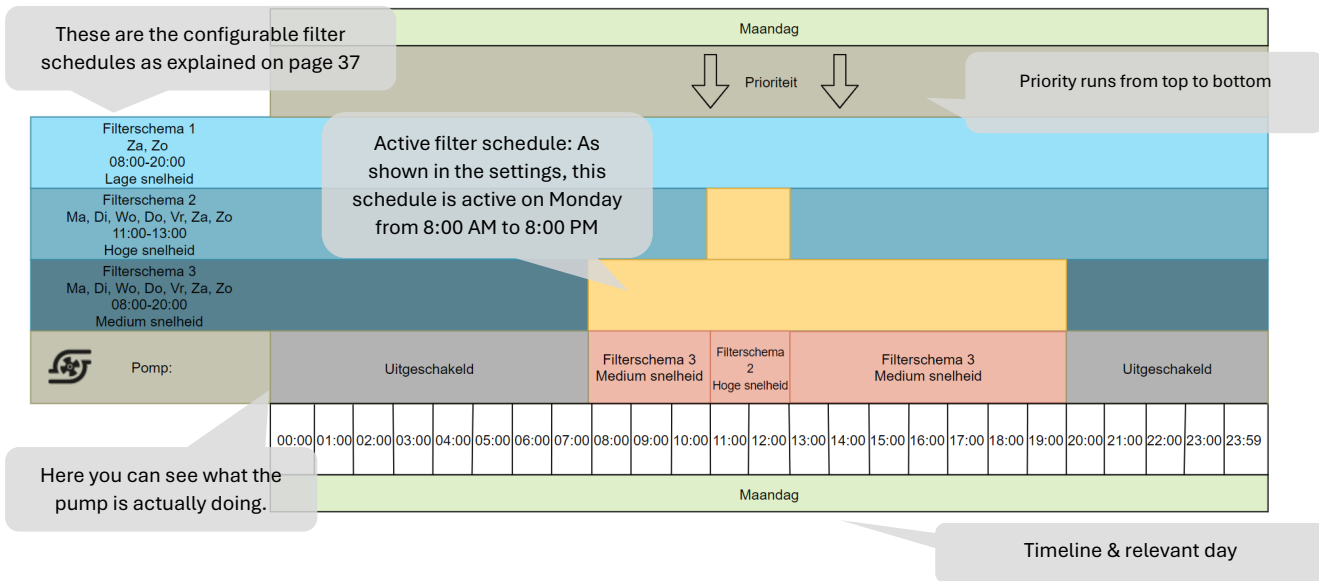 Maandag
These are the configurable filter
schedules as explained on page 37
Prioriteit
Priority runs from top to bottom
Filterschema 1
Za, Zo
08:00-20:00
Lage snelheid
Active filter schedule: As
shown in the settings, this
schedule is active on Monday
from 8:00 AM to 8:00 PM
Filterschema 2
Ma, Di, Wo, Do, Vr, Za, Zo
11:00-13:00
Hoge snelheid
Filterschema 3
Ma, Di, Wo, Do, Vr, Za, Zo
08:00-20:00
Medium snelheid
Pomp:
Uitgeschakeld
Filterschema 3
Medium snelheid
Filterschema
2
Hoge snelheid
Filterschema 3
Medium snelheid
Uitgeschakeld
00:00 01:00 02:00 03:00 04:00 05:00 06:00 07:00 08:00 09:00 10:00 11:00 12:00 13:00 14:00 15:00 16:00 17:00 18:00 19:00 20:00 21:00 22:00 23:00 23:59
Here you can see what the
pump is actually doing.
Maandag
Timeline & relevant day